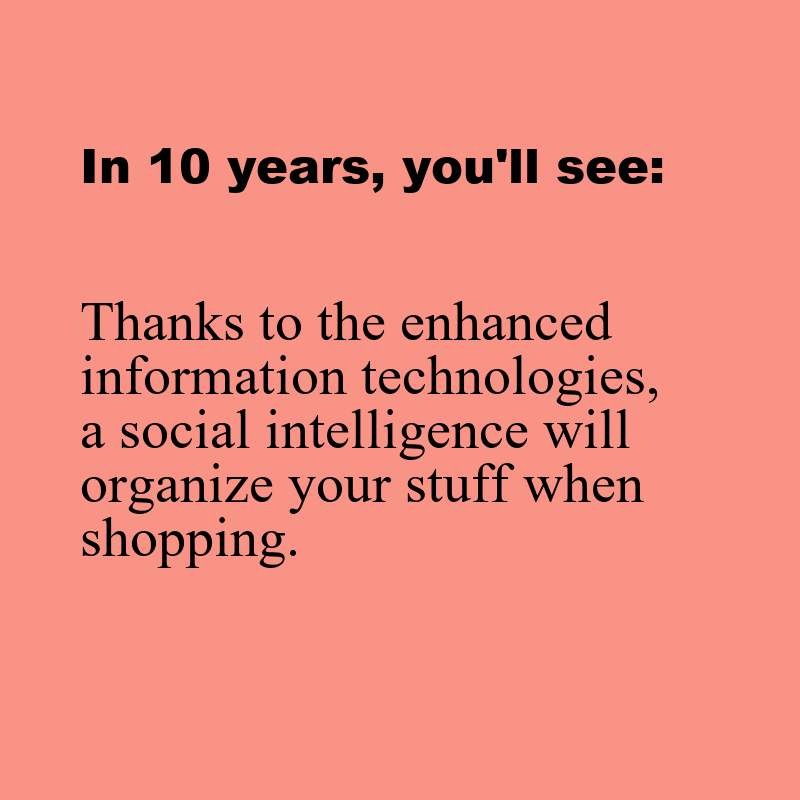 In 10 years, you'll see:
Thanks to the enhanced
information technologies,
a social intelligence will
organize your stuff when
shopping.